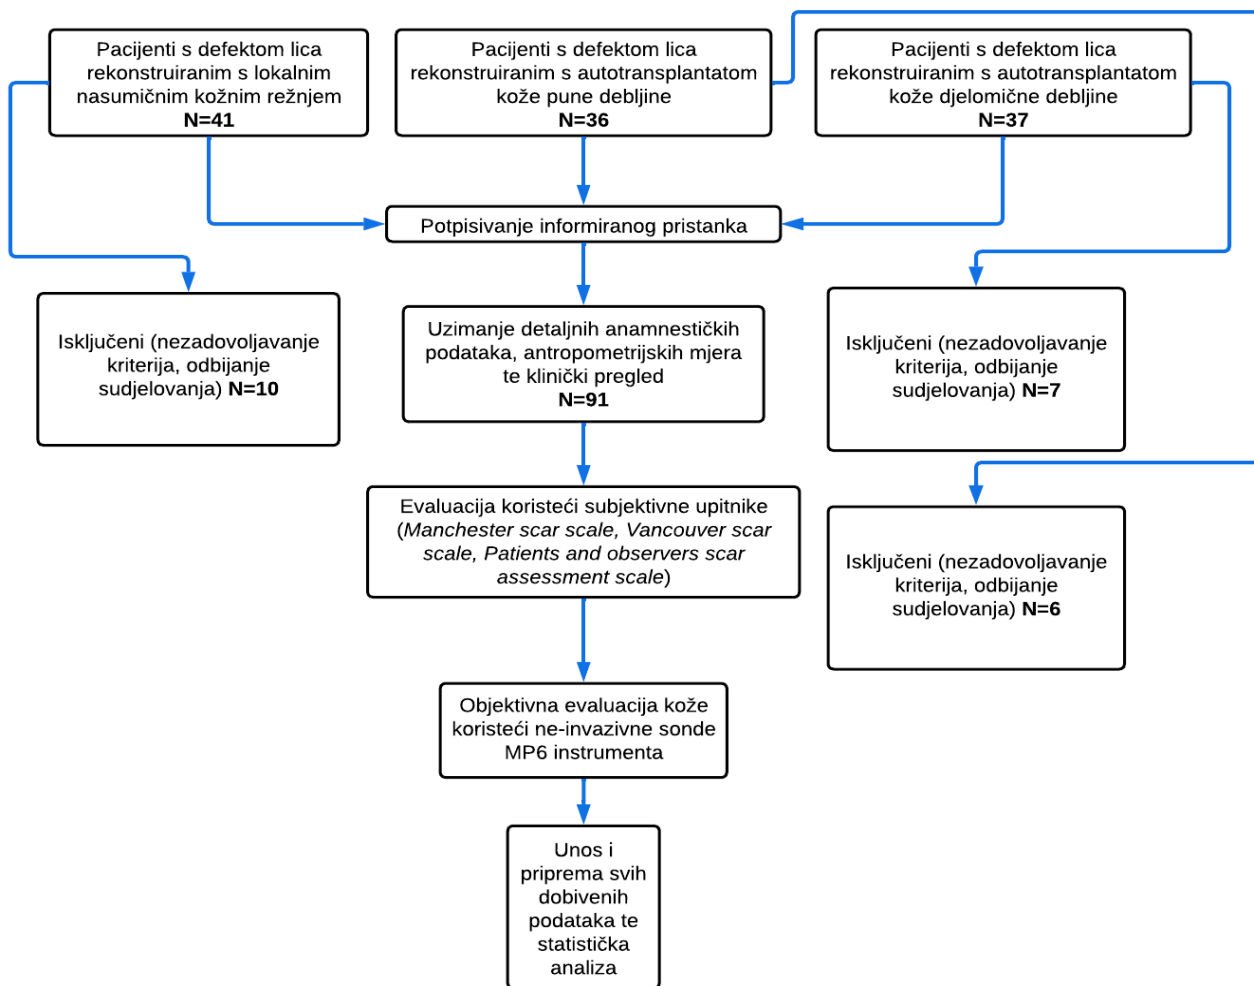 Pacijenti s defektom lica
rekonstruiranim s lokalnim
nasumičnim kožnim režnjem
N=41
Pacijenti s defektom lica
rekonstruiranim s autotransplantatom
kože pune debljine
N=36
Pacijenti s defektom lica
rekonstruiranim s autotransplantatom
kože djelomične debljine
N=37
Potpisivanje informiranog pristanka
Isključeni (nezadovoljavanje
kriterija, odbijanje
sudjelovanja) N=10
Uzimanje detaljnih anamnestičkih
podataka, antropometrijskih mjera
te klinički pregled
N=91
Isključeni (nezadovoljavanje
kriterija, odbijanje
sudjelovanja) N=7
Evaluacija koristeći subjektivne upitnike
(Manchester scar scale, Vancouver scar
scale, Patients and observers scar
assessment scale)
Isključeni (nezadovoljavanje
kriterija, odbijanje
sudjelovanja) N=6
Objektivna evaluacija kože
koristeći ne-invazivne sonde
MP6 instrumenta
Unos i
priprema svih
dobivenih
podataka te
statistička
analiza